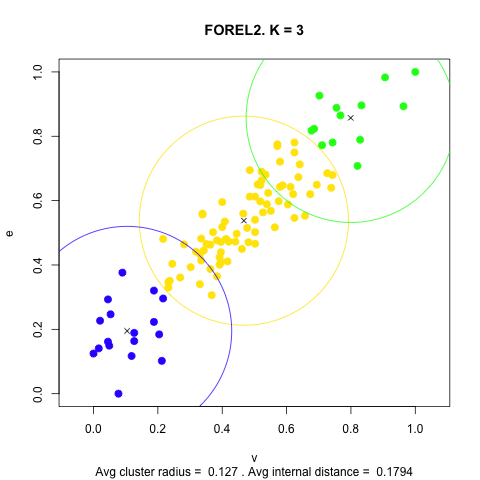 FOREL2. K = 3
e
1.0
0.8
0.6
0.4
0.2
0.0
0.0 0.2 0.4 0.6 0.8 1.0
v
Avg cluster radius =  0.127 . Avg internal distance =  0.1794